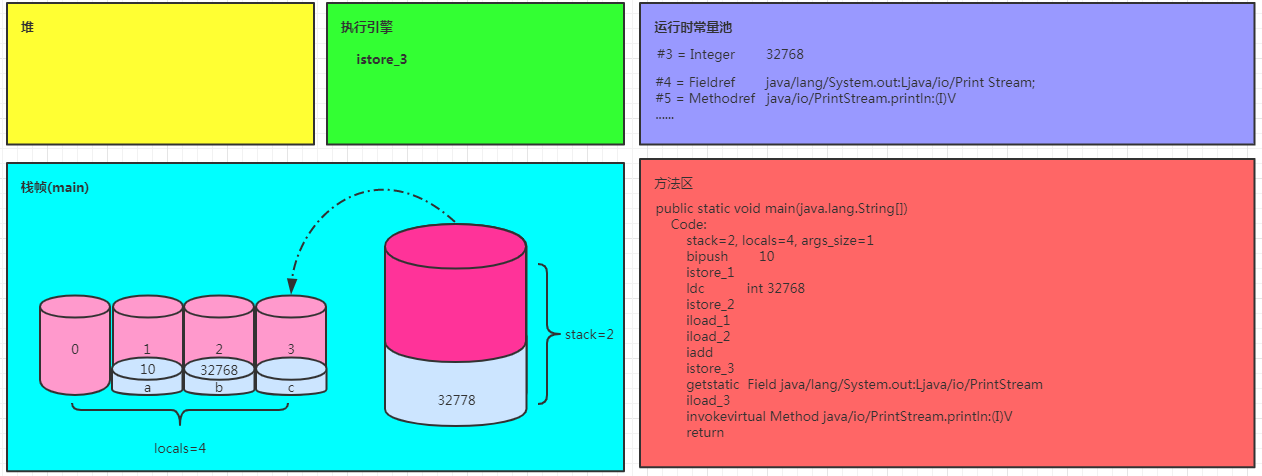 堆
执行引擎
istore_3
运行时常量池
#3 = Integer 32768
#4 = Fieldref java/lang/System.out:Ljava/io/Print Stream;
#5 = Methodref java/io/PrintStream.println:(I)V
......
栈帧(main)
0
1
2
3
10
32768
a
b
c
locals=4
32778
stack=2
方法区
public static void main(java.lang.String[])
Code:
stack=2, locals=4, args_size=1
bipush 10
istore_1
ldc int 32768
istore_2
iload_1
iload_2
iadd
istore_3
getstatic Field java/lang/System.out:Ljava/io/PrintStream
iload_3
invokevirtual Method java/io/PrintStream.println:(I)V
return